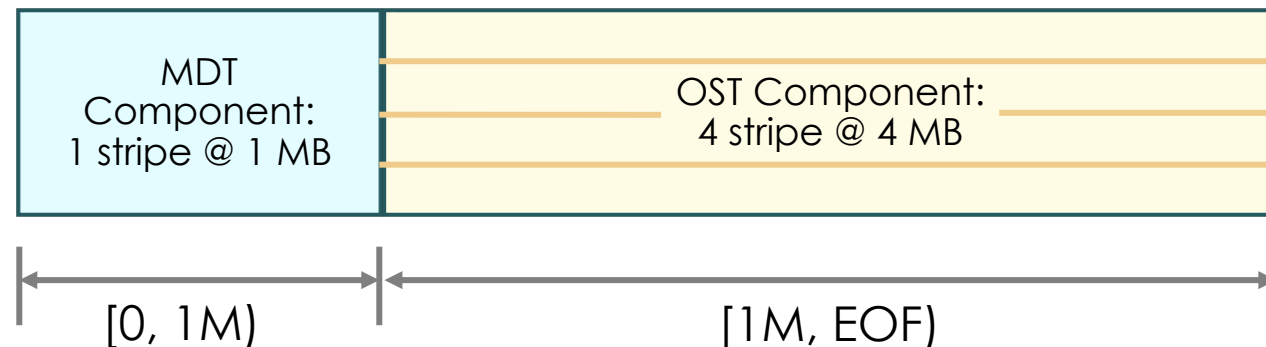 MDT
Component:
1 stripe @ 1 MB
OST Component:
4 stripe @ 4 MB
[0, 1M)
[1M, EOF)